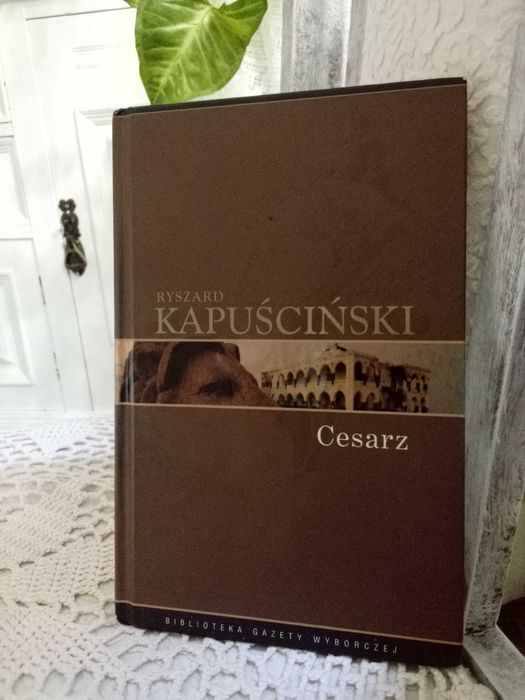 RYSZARD
KAPUŚCIŃSKI
Cesarz
BIBLIOTEKA GAZETY WYBORCZEJ